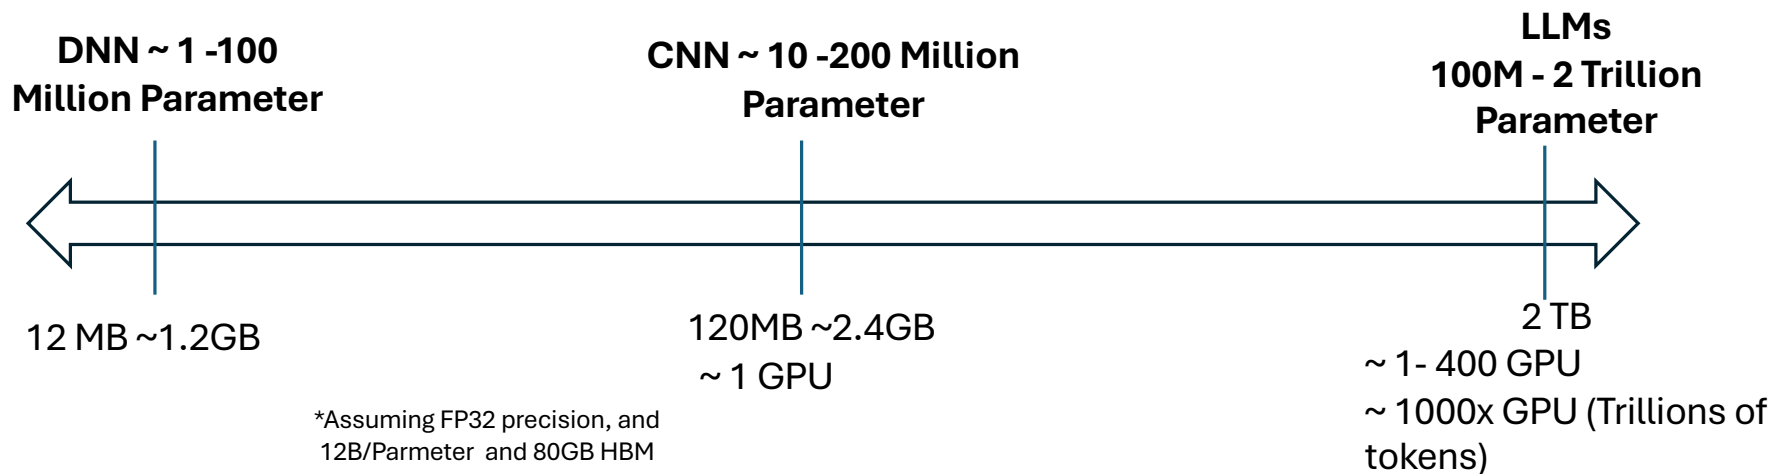 DNN ~ 1 -100
Million Parameter
CNN ~ 10 -200 Million
Parameter
LLMs
100M - 2 Trillion
Parameter
12 MB ~1.2GB
120MB ~2.4GB
~ 1 GPU
2 TB
~ 1- 400 GPU
~ 1000x GPU (Trillions of
tokens)
*Assuming FP32 precision, and
12B/Parmeter and 80GB HBM